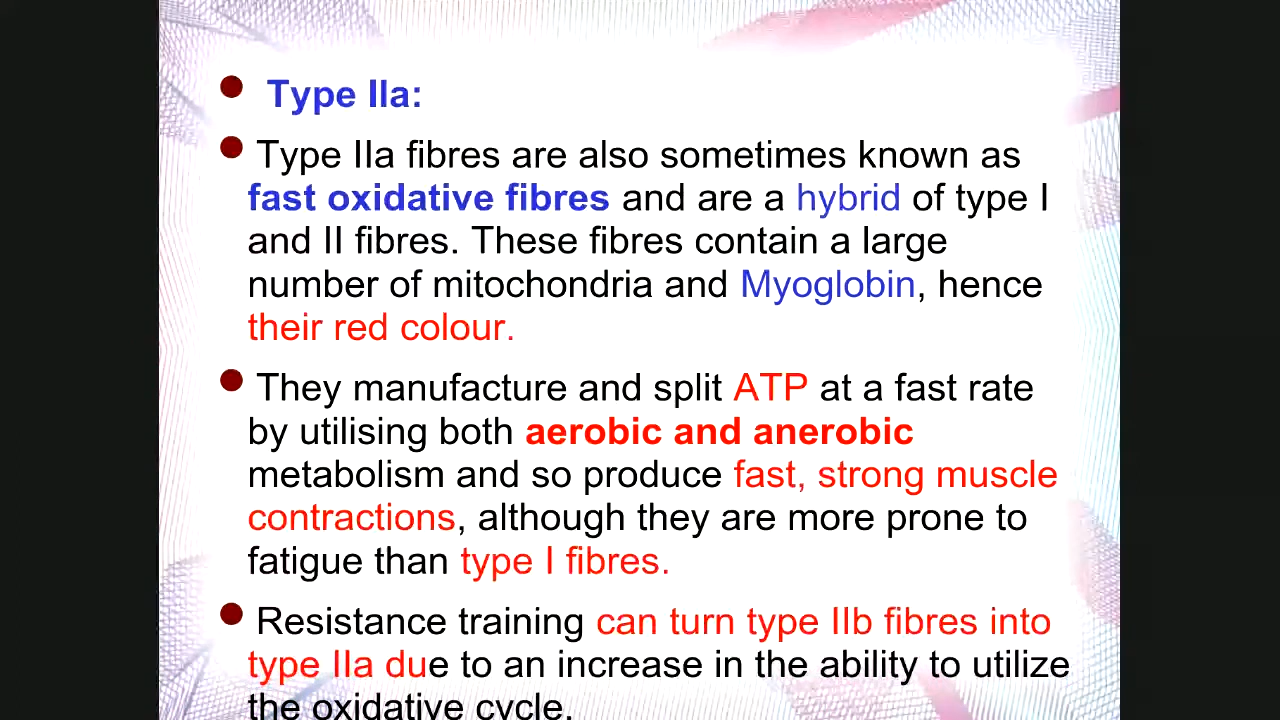 Type IIa:
Type IIa fibres are also sometimes known as
fast oxidative fibres and are a hybrid of type I
and II fibres. These fibres contain a large
number of mitochondria and Myoglobin, hence
their red colour.
They manufacture and split ATP at a fast rate
by utilising both aerobic and anerobic
metabolism and so produce fast, strong muscle
contractions, although they are more prone to
fatigue than type I fibres.
Resistance training can turn type IIb fibres into
type IIa due to an increase in the ability to utilize
the oxidative cycle.